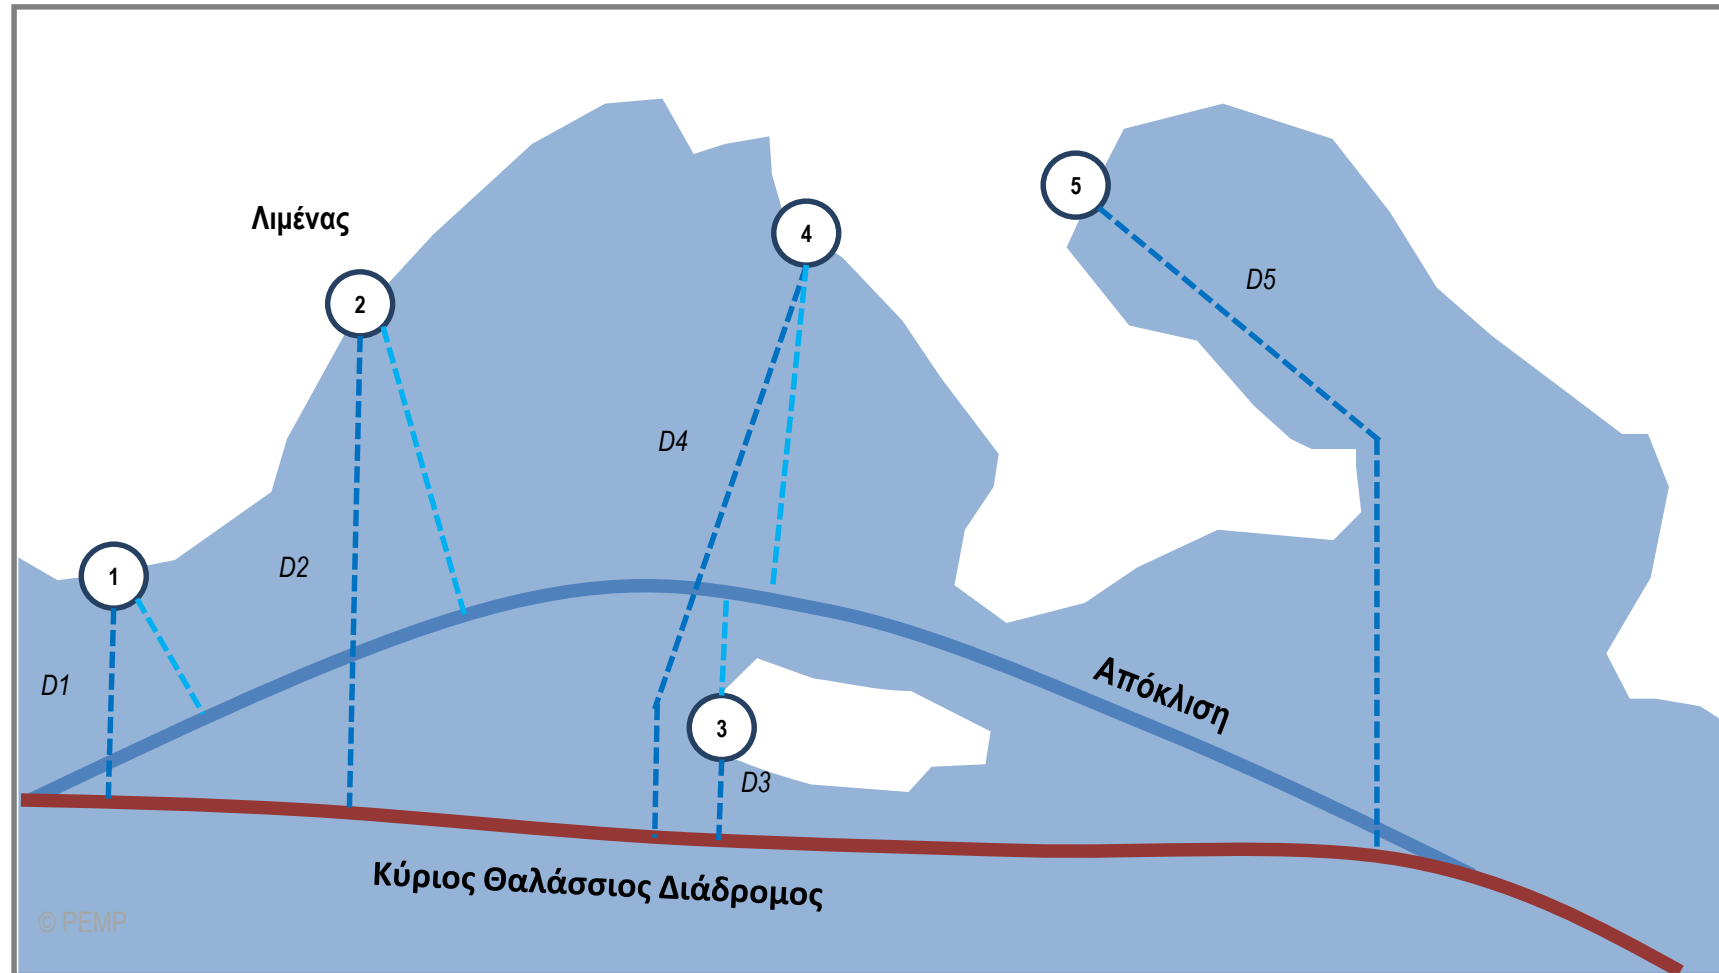 5
Λιμένας
4
D5
2
D4
D2
1
Απόκλιση
D1
3
D3
Κύριος Θαλάσσιος Διάδρομος
© PEMP